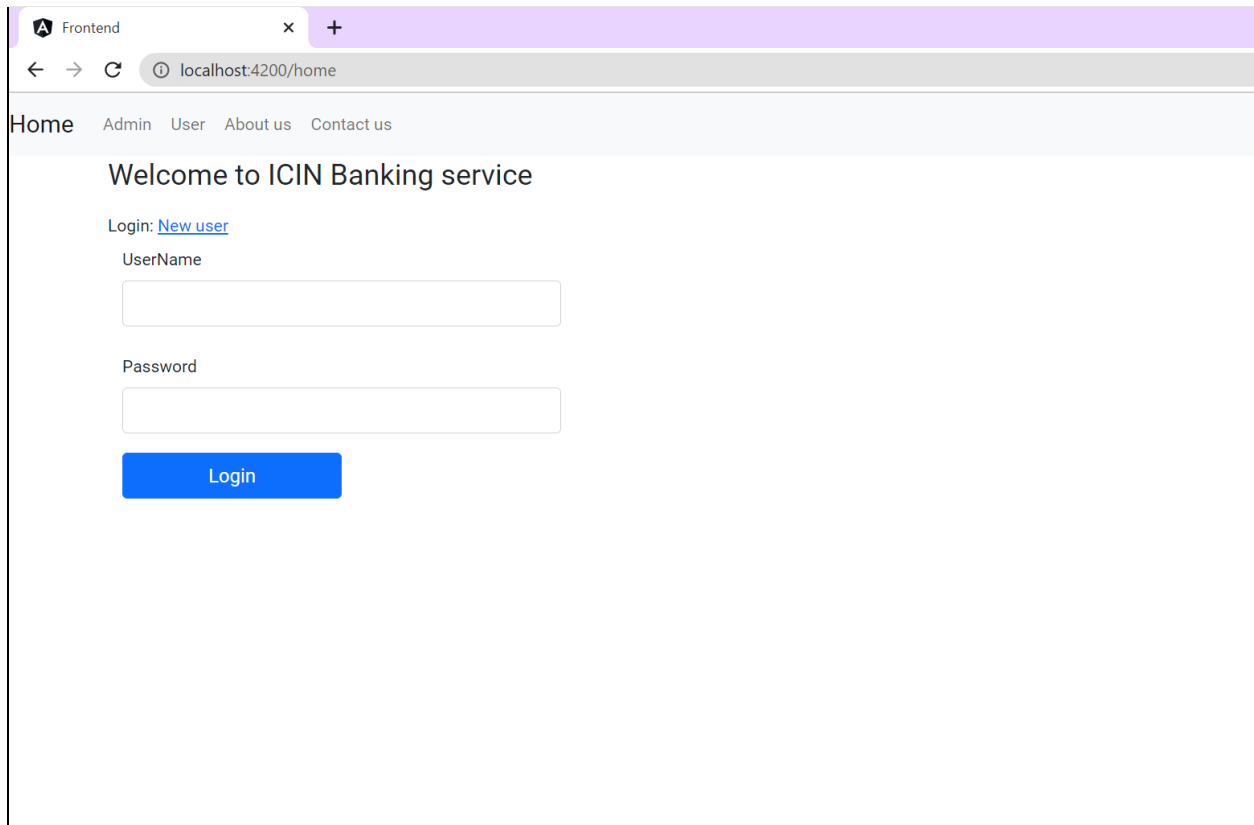 Frontend
localhost:4200/home
Home Admin User About us Contact us
Welcome to ICIN Banking service
Login: New user
UserName
Password
Login